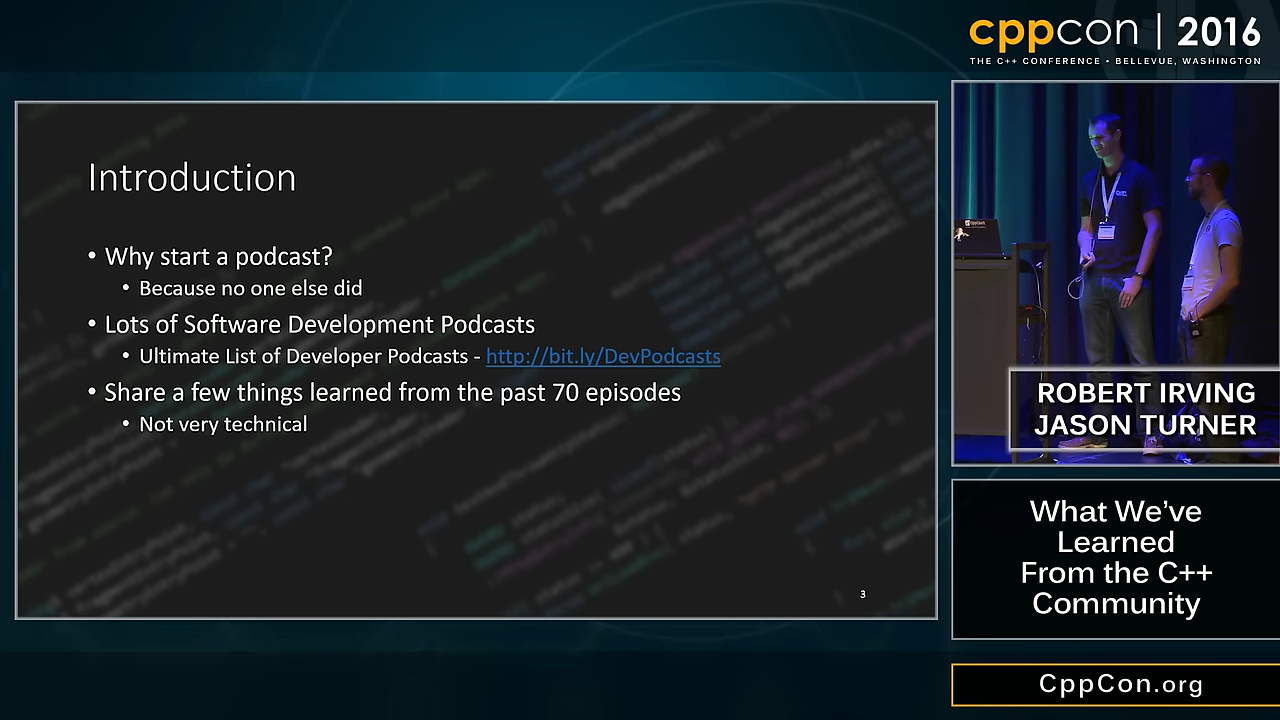 cppcon | 2016
THE C++ CONFERENCE • BELLEVUE, WASHINGTON
Introduction
• Why start a podcast?
• Because no one else did
• Lots of Software Development Podcasts
• Ultimate List of Developer Podcasts - http://bit.ly/DevPodcasts
• Share a few things learned from the past 70 episodes
• Not very technical
3
ROBERT IRVING
JASON TURNER
What We’ve
Learned
From the C++
Community
CppCon.org